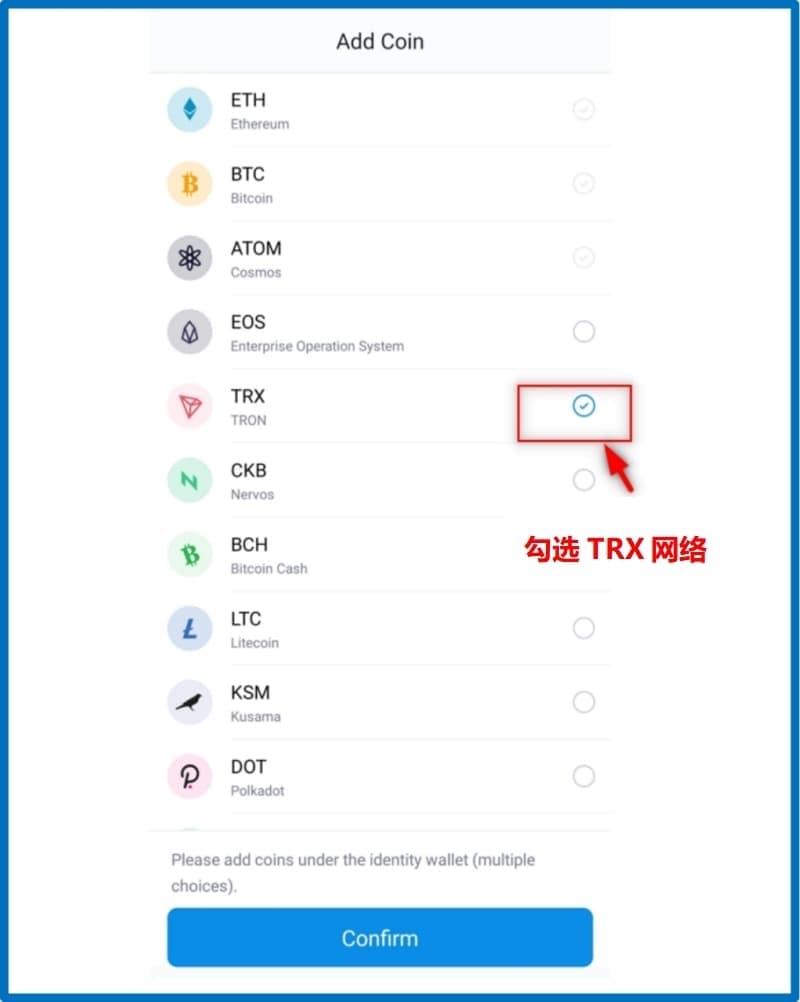 Add Coin
ETH
Ethereum
BTC
Bitcoin
ATOM
Cosmos
EOS
Enterprise Operation System
TRX
TRON
CKB
Nervos
勾选 TRX 网络
BCH
Bitcoin Cash
LTC
Litecoin
KSM
Kusama
DOT
Polkadot
Please add coins under the identity wallet (multiple
choices).
Confirm